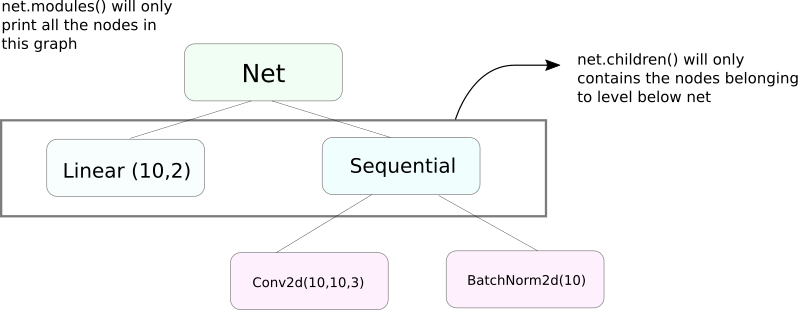 net.modules() will only
print all the nodes in
this graph
Net
net.children() will only
contains the nodes belonging
to level below net
Linear (10,2)
Sequential
Conv2d(10,10,3)
BatchNorm2d(10)